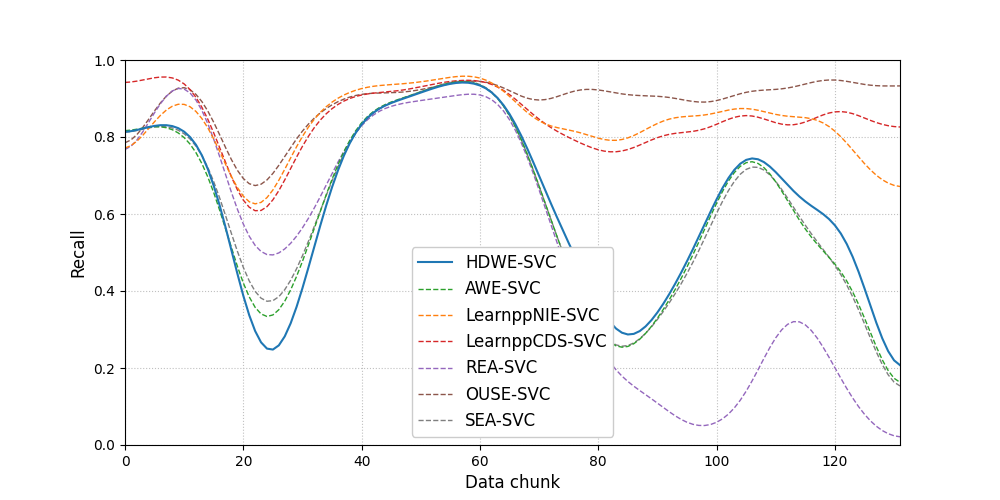 1.0
0.8
0.6
0.4
0.2
0.0
Recall
HDWE-SVC
AWE-SVC
LearnppNIE-SVC
LearnppCDS-SVC
REA-SVC
OUSE-SVC
SEA-SVC
0 20 40 60 80 100 120
Data chunk